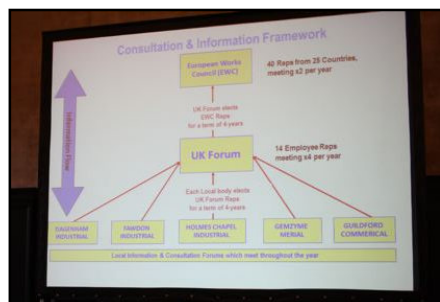 Consultation & Information Framework
European Works
Council (EWC)
40 Reps from 25 Countries,
meeting x2 per year
UK Forum elects
EWC Reps
for a term of 4 years
Information Flow
UK Forum
14 Employee Reps
meeting x4 per year
Each Local body elects
UK Forum Reps
for a term of 4-years
DAGENHAM
INDUSTRIAL
FAWDON
INDUSTRIAL
HOLMES CHAPEL
INDUSTRIAL
GEMZYME
MERIAL
GUILDFORD
COMMERICAL
Local Information & Consultation Forums which meet throughout the year